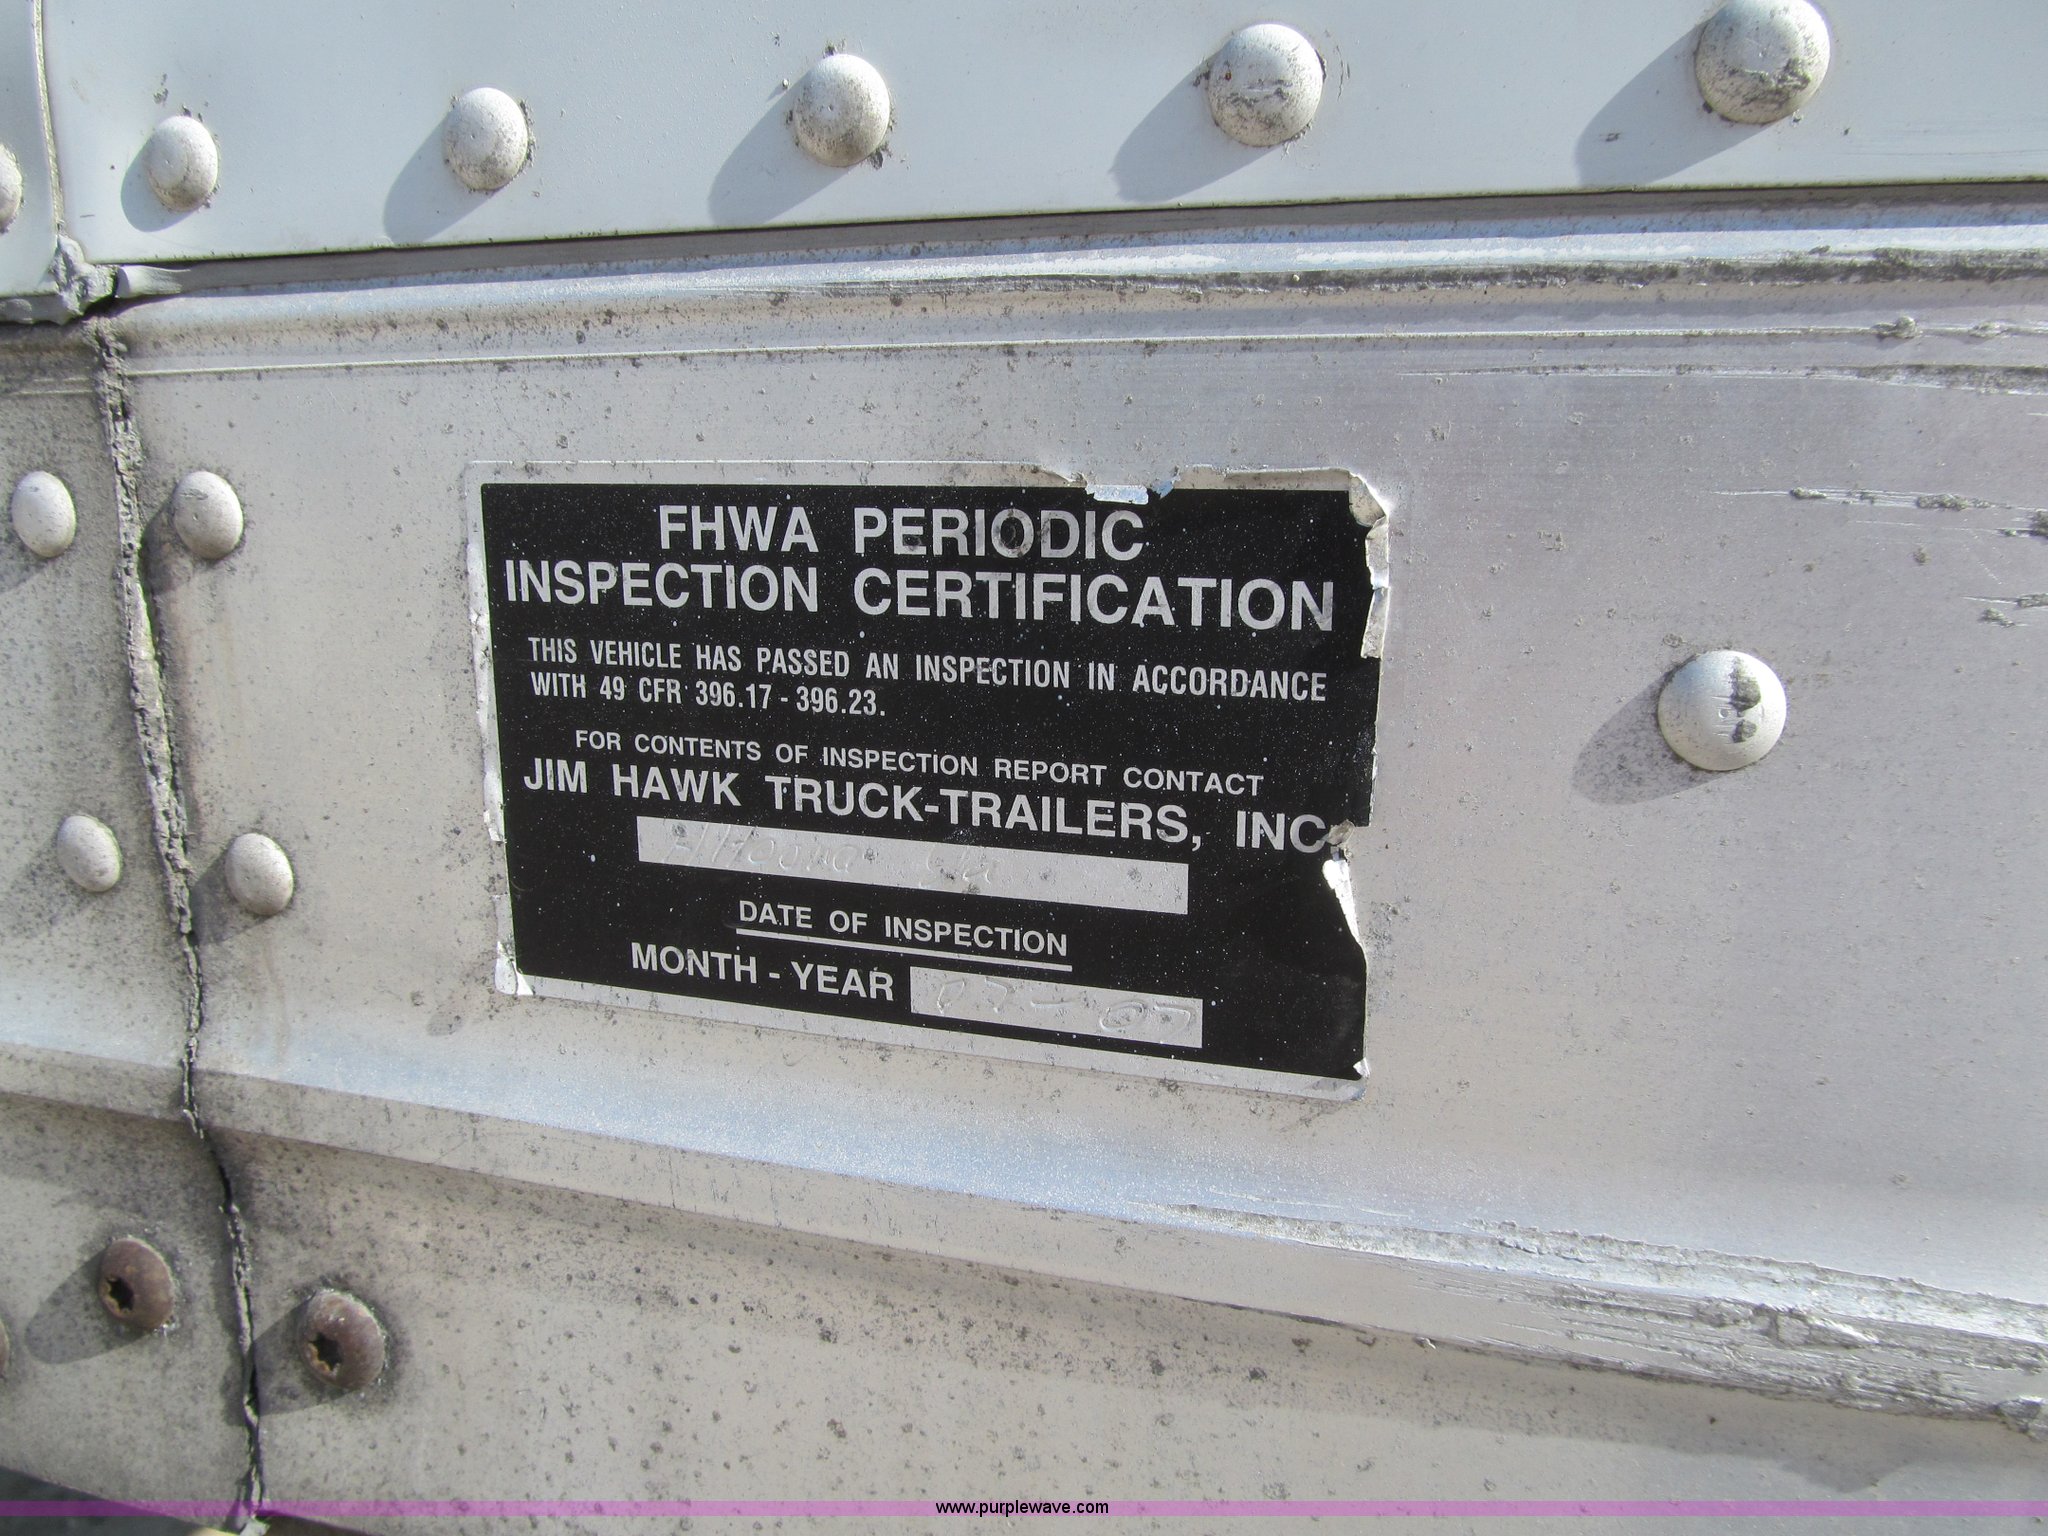 FHWA PERIODIC
INSPECTION CERTIFICATION
THIS VEHICLE HAS PASSED AN INSPECTION IN ACCORDANCE
WITH 49 CFR 396.17 - 396.23.
FOR CONTENTS OF INSPECTION REPORT CONTACT
JIM HAWK TRUCK-TRAILERS, INC.
DATE OF INSPECTION
MONTH - YEAR 07-07
www.purplewave.com